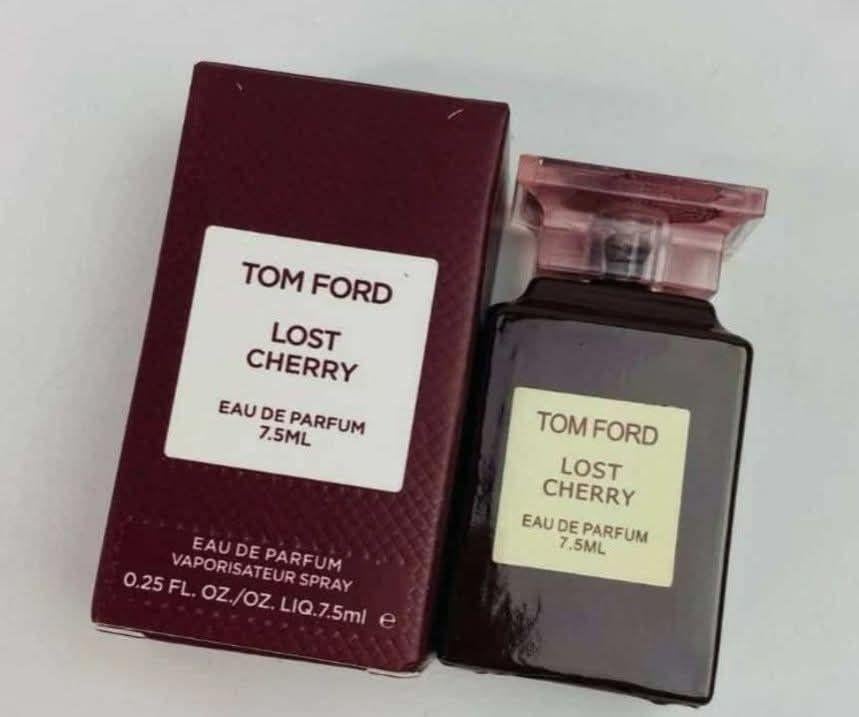 TOM FORD
LOST
CHERRY
EAU DE PARFUM
7.5ML
EAU DE PARFUM
VAPORISATEUR SPRAY
0.25 FL. OZ./OZ. LIQ.7.5ml e
TOM FORD
LOST
CHERRY
EAU DE PARFUM
7.5ML